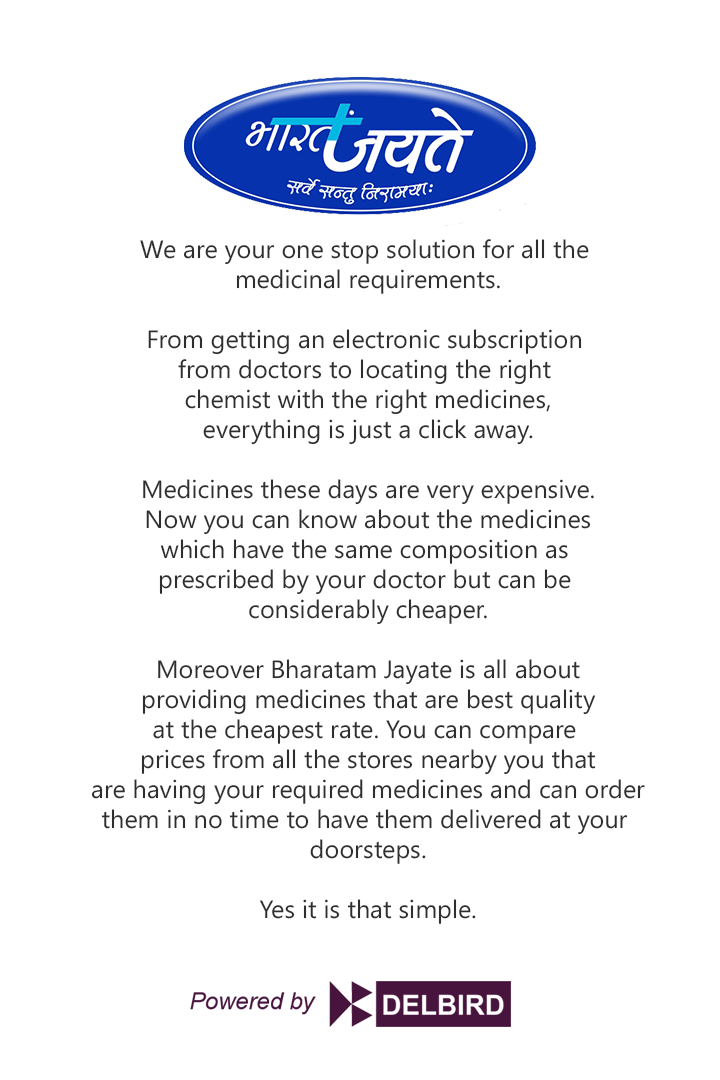 भारतं जयते
सर्वे सन्तु निरामयाः
We are your one stop solution for all the
medicinal requirements.
From getting an electronic subscription
from doctors to locating the right
chemist with the right medicines,
everything is just a click away.
Medicines these days are very expensive.
Now you can know about the medicines
which have the same composition as
prescribed by your doctor but can be
considerably cheaper.
Moreover Bharatam Jayate is all about
providing medicines that are best quality
at the cheapest rate. You can compare
prices from all the stores nearby you that
are having your required medicines and can order
them in no time to have them delivered at your
doorsteps.
Yes it is that simple.
Powered by DELBIRD